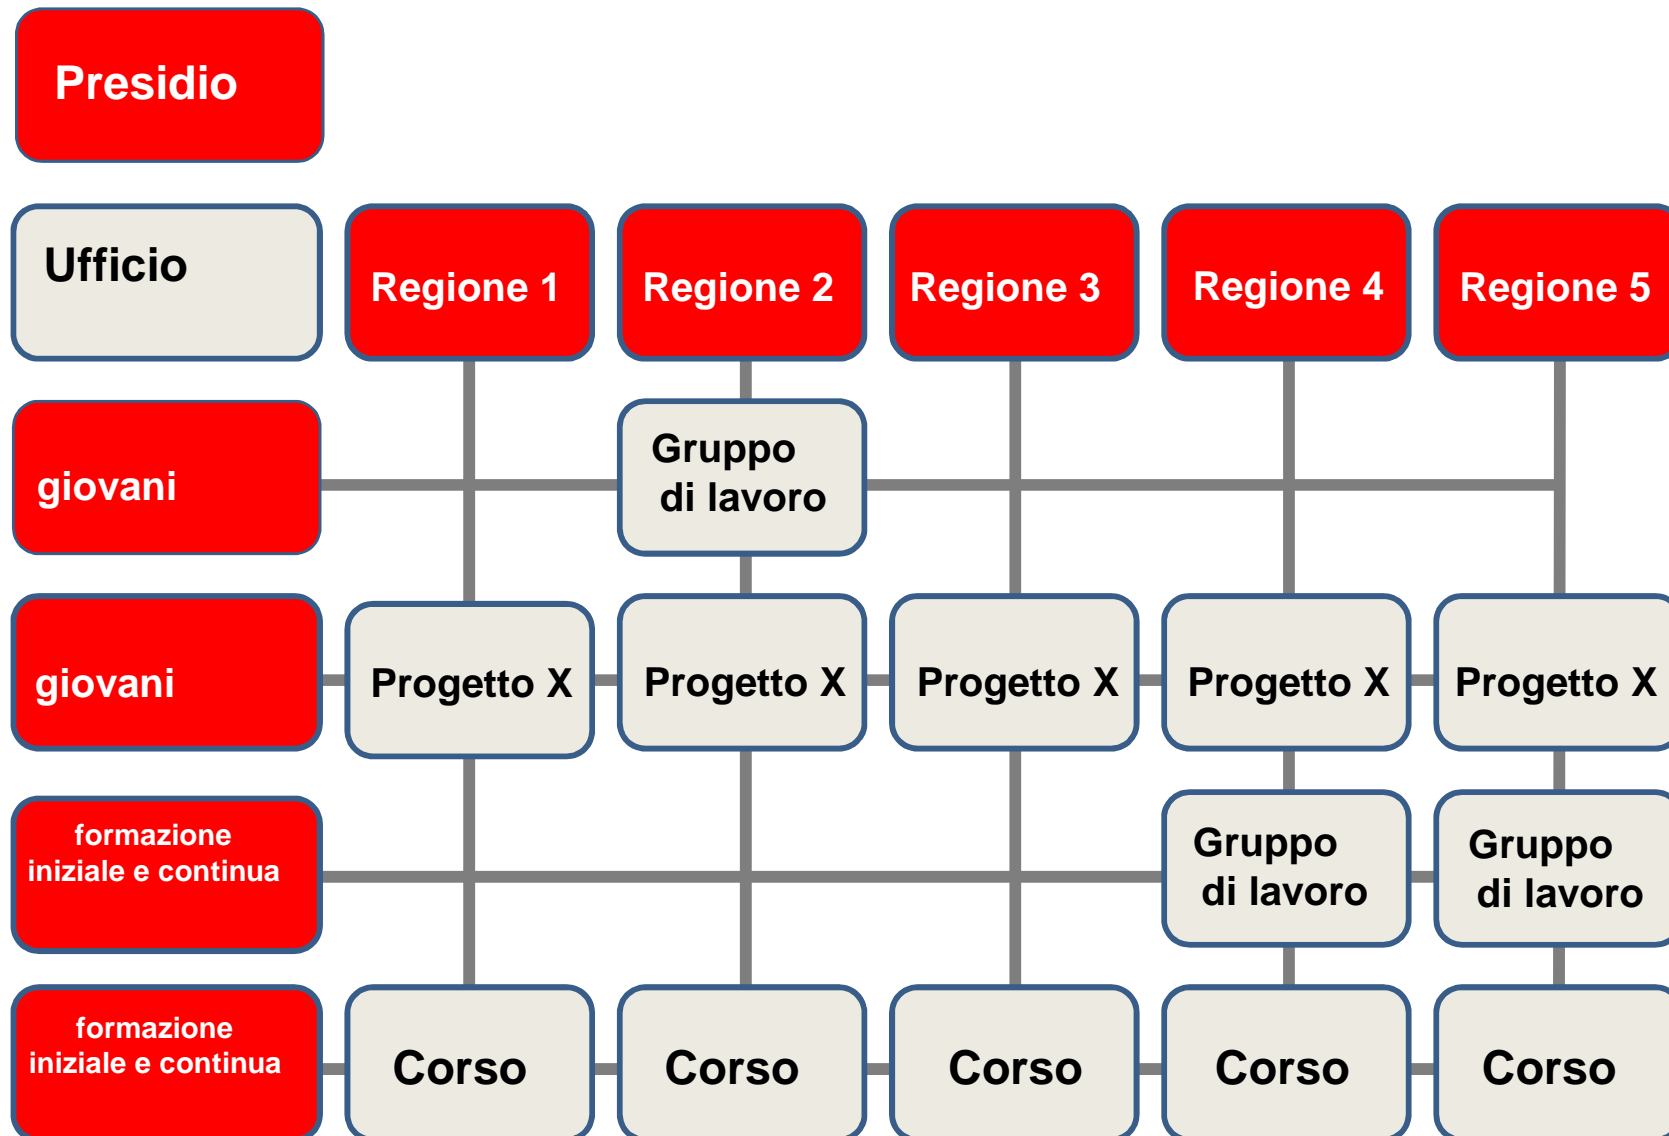 Presidio
Ufficio
Regione 1
Regione 2
Regione 3
Regione 4
Regione 5
giovani
Gruppo
di lavoro
giovani
Progetto X
Progetto X
Progetto X
Progetto X
Progetto X
formazione
iniziale e continua
Gruppo
di lavoro
Gruppo
di lavoro
formazione
iniziale e continua
Corso
Corso
Corso
Corso
Corso